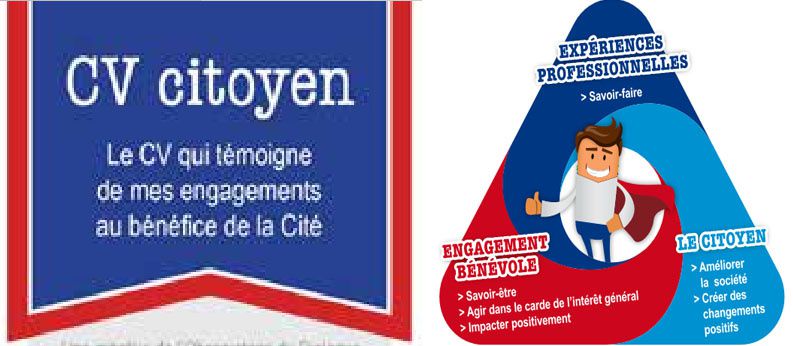 CV citoyen
Le CV qui témoigne
de mes engagements
au bénéfice de la Cité
EXPÉRIENCES
PROFESSIONNELLES
> Savoir-faire
ENGAGEMENT
BÉNÉVOLE
> Savoir-être
> Agir dans le carde de l'intérêt général
> Impacter positivement
LE CITOYEN
> Améliorer
la société
> Créer des
changements
positifs